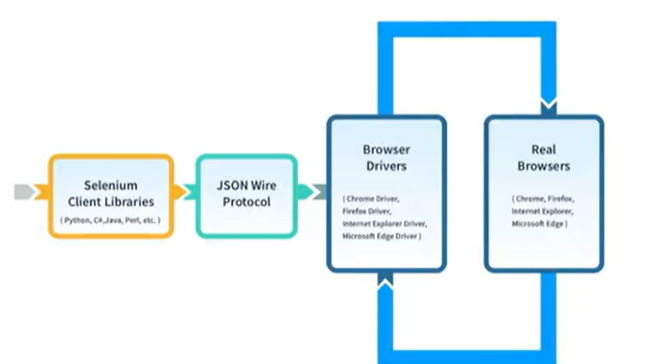 Selenium
Client Libraries
( Python, C#,Java, Perl, etc. )
JSON Wire
Protocol
Browser
Drivers
( Chrome Driver,
Firefox Driver,
Internet Explorer Driver,
Microsoft Edge Driver )
Real
Browsers
( Chrome, Firefox,
Internet Explorer,
Microsoft Edge )